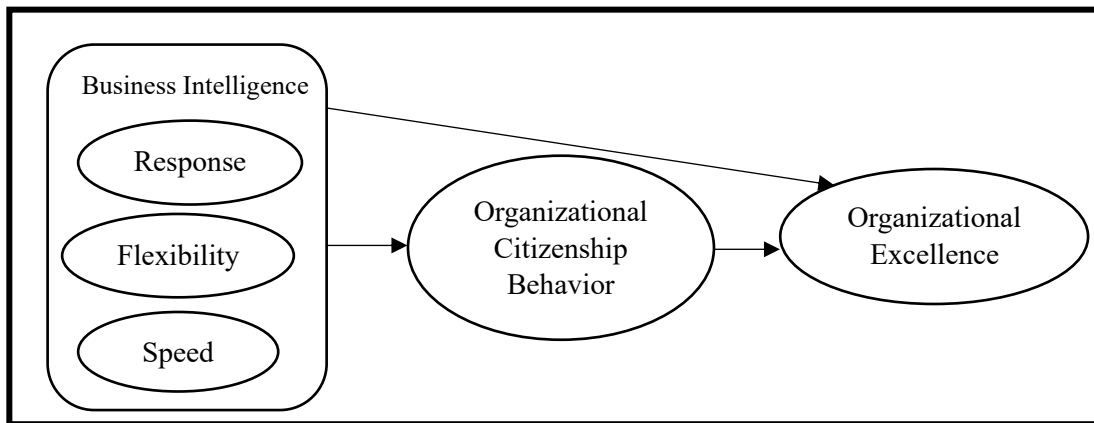 Business Intelligence
Response
Flexibility
Speed
Organizational
Citizenship
Behavior
Organizational
Excellence